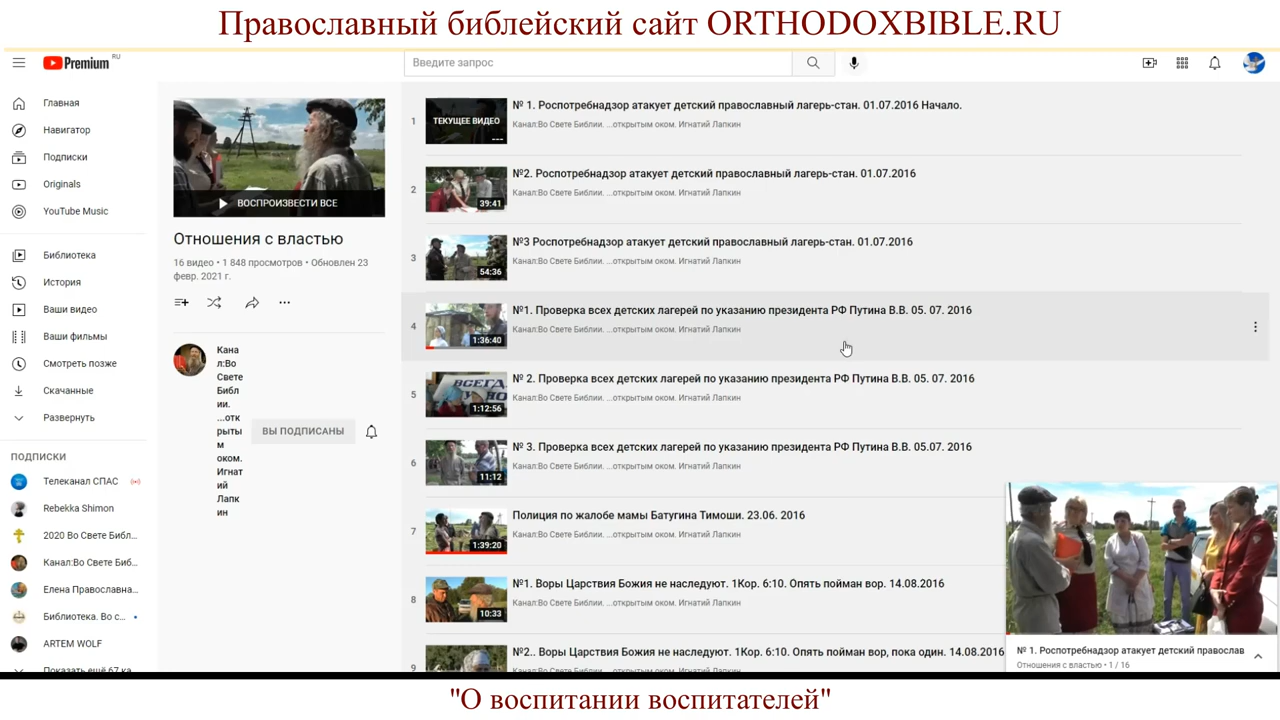 Православный библейский сайт ORTHODOXBIBLE.RU
Premium RU
Введите запрос
Главная
Навигатор
Подписки
Originals
YouTube Music
Библиотека
История
Ваши видео
Ваши фильмы
Смотреть позже
Скачанные
Развернуть
ПОДПИСКИ
Телеканал СПАС
Rebekka Shimon
2020 Во Свете Библ...
Канал:Во Свете Биб...
Елена Православна...
Библиотека. Во с...
ARTEM WOLF
Показать ещё 67 ка
ВОСПРОИЗВЕСТИ ВСЕ
Отношения с властью
16 видео • 1 848 просмотров • Обновлен 23
февр. 2021 г.
Кана
л:Во
Свете
Библ
ии.
...отк
рыты
м
оком.
Игнат
ий
Лапк
ин
ВЫ ПОДПИСАНЫ
1
ТЕКУЩЕЕ ВИДЕО
№ 1. Роспотребнадзор атакует детский православный лагерь-стан. 01.07.2016 Начало.
Канал:Во Свете Библии. ...открытым оком. Игнатий Лапкин
2
39:41
№2. Роспотребнадзор атакует детский православный лагерь-стан. 01.07.2016
Канал:Во Свете Библии. ...открытым оком. Игнатий Лапкин
3
54:36
№3 Роспотребнадзор атакует детский православный лагерь-стан. 01.07.2016
Канал:Во Свете Библии. ...открытым оком. Игнатий Лапкин
4
1:36:40
№1. Проверка всех детских лагерей по указанию президента РФ Путина В.В. 05. 07. 2016
Канал:Во Свете Библии. ...открытым оком. Игнатий Лапкин
5
ВСЕГДА
1:12:56
№ 2. Проверка всех детских лагерей по указанию президента РФ Путина В.В. 05. 07. 2016
Канал:Во Свете Библии. ...открытым оком. Игнатий Лапкин
6
11:12
№ 3. Проверка всех детских лагерей по указанию президента РФ Путина В.В. 05.07. 2016
Канал:Во Свете Библии. ...открытым оком. Игнатий Лапкин
7
1:39:20
Полиция по жалобе мамы Батугина Тимоши. 23.06. 2016
Канал:Во Свете Библии. ...открытым оком. Игнатий Лапкин
8
10:33
№1. Воры Царствия Божия не наследуют. 1Кор. 6:10. Опять пойман вор. 14.08.2016
Канал:Во Свете Библии. ...открытым оком. Игнатий Лапкин
9
№2.. Воры Царствия Божия не наследуют. 1Кор. 6:10. Опять пойман вор, пока один. 14.08.2016
Канал:Во Свете Библии. ...открытым оком. Игнатий Лапкин
№ 1. Роспотребнадзор атакует детский православ
Отношения с властью • 1 / 16
"О воспитании воспитателей"